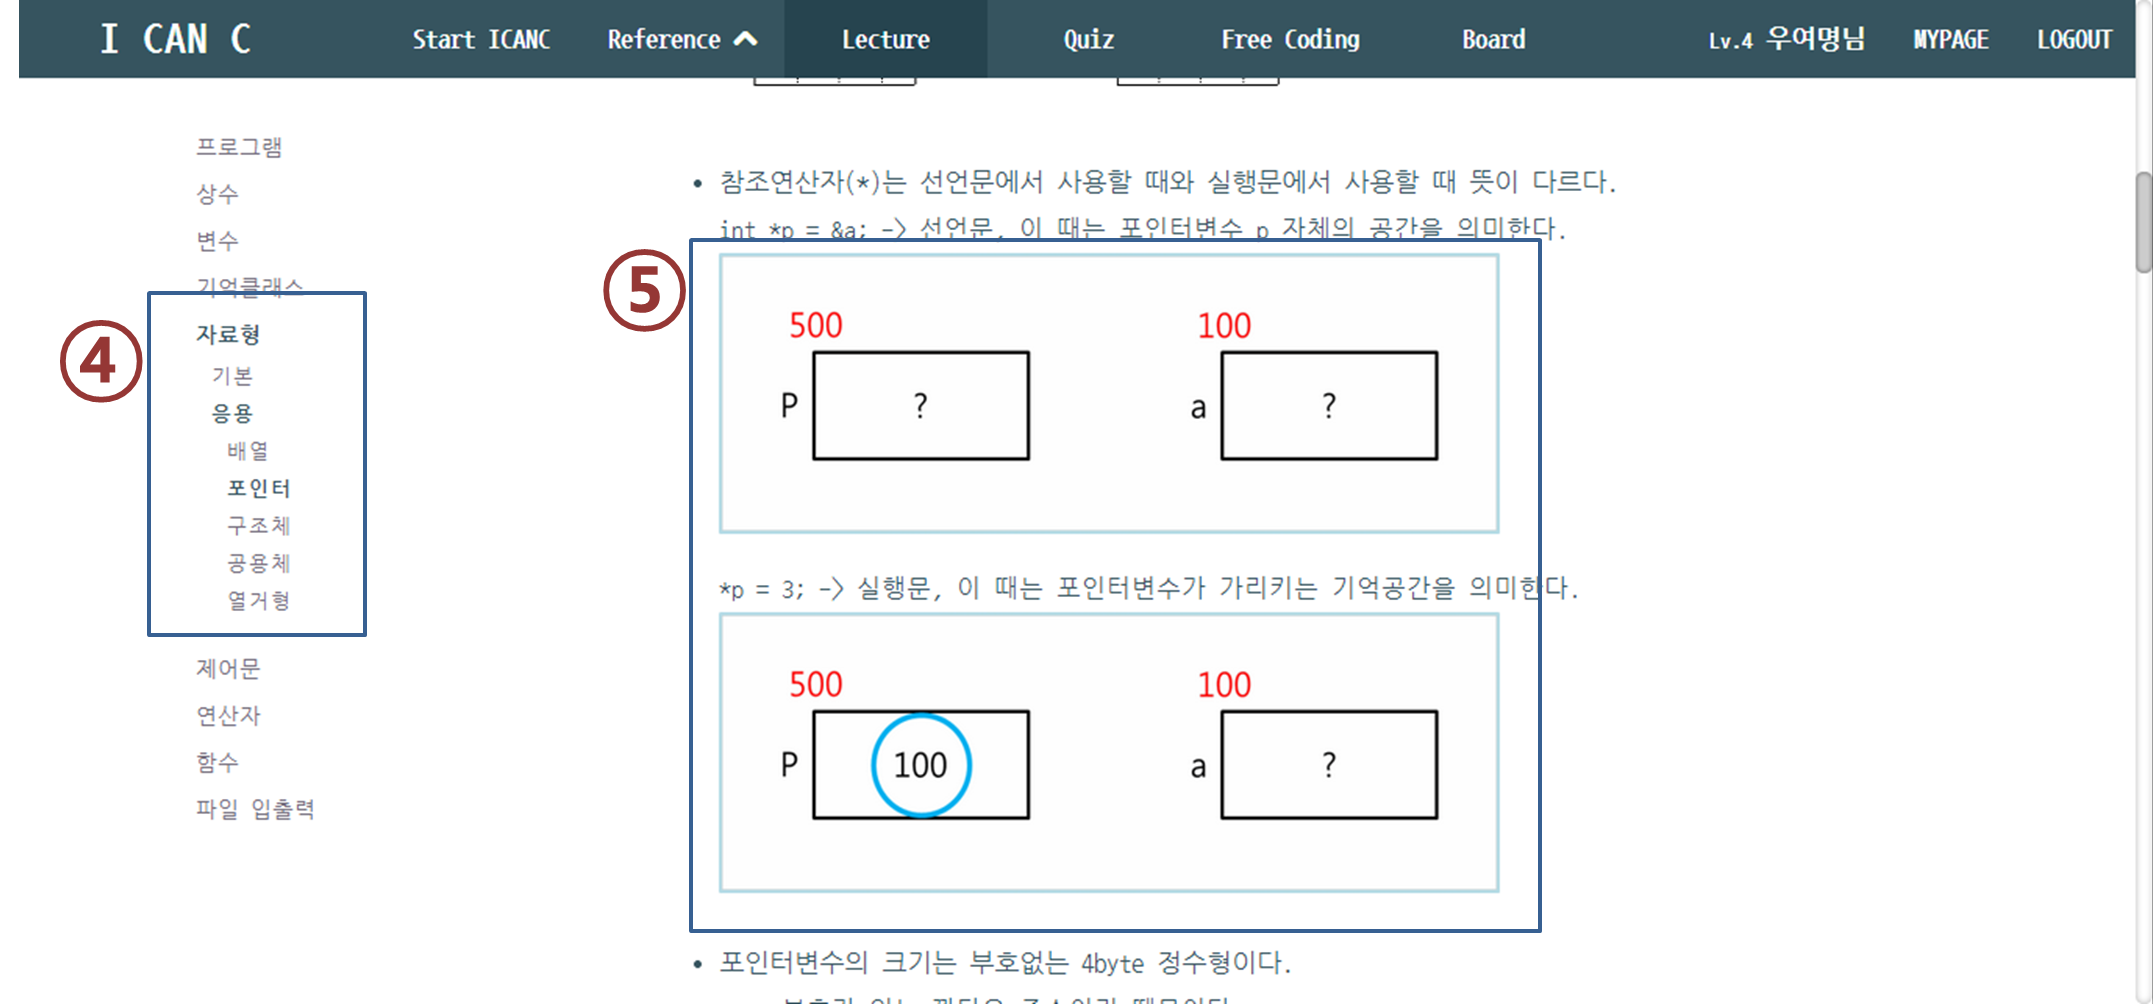 I CAN C
Start ICANC
Reference
Lecture
Quiz
Free Coding
Board
Lv.4 우여명님
MYPAGE
LOGOUT
프로그램
상수
변수
기억클래스
④
자료형
기본
응용
배열
포인터
구조체
공용체
열거형
제어문
연산자
함수
파일 입출력
• 참조연산자(*)는 선언문에서 사용할 때와 실행문에서 사용할 때 뜻이 다르다.
int *p = &a; -> 선언문, 이 때는 포인터변수 p 자체의 공간을 의미한다.
⑤
500 100
P ? a ?
*p = 3; -> 실행문, 이 때는 포인터변수가 가리키는 기억공간을 의미한다.
500 100
P 100 a ?
• 포인터변수의 크기는 부호없는 4byte 정수형이다.